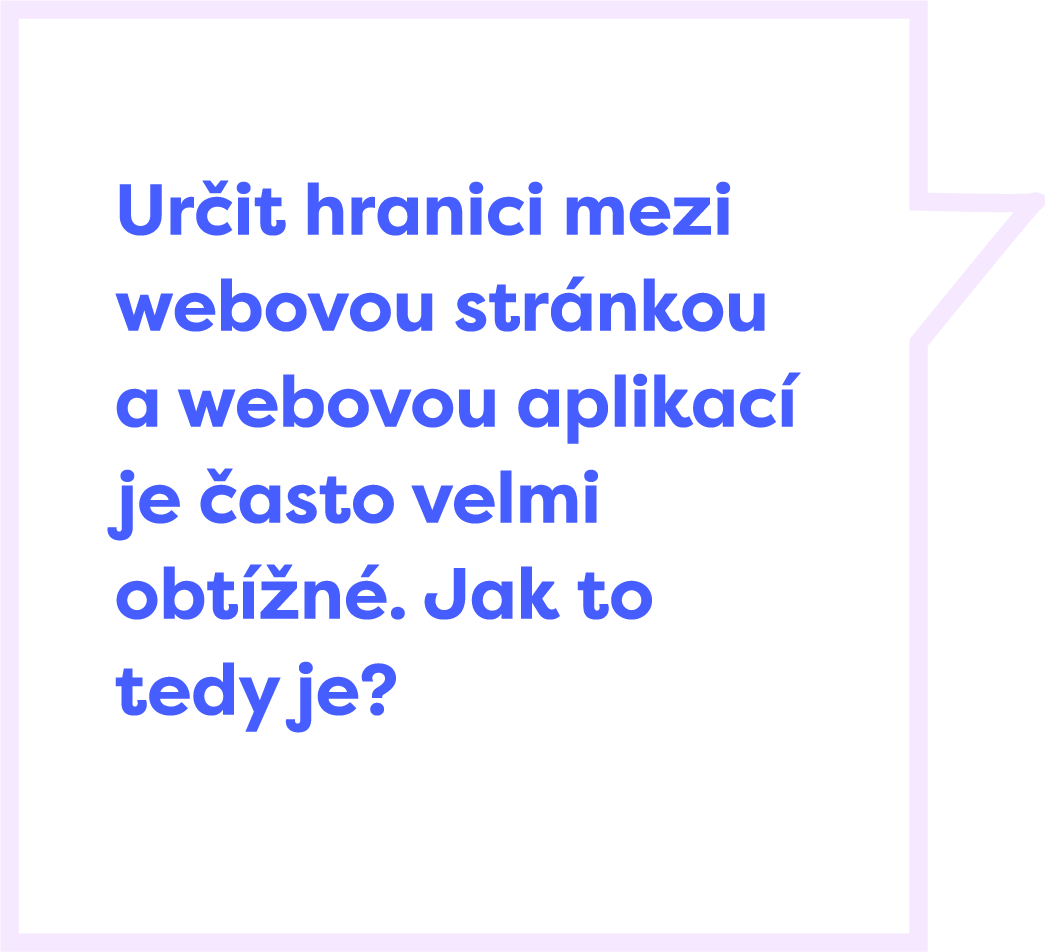 Určit hranici mezi
webovou stránkou
a webovou aplikací
je často velmi
obtížné. Jak to
tedy je?